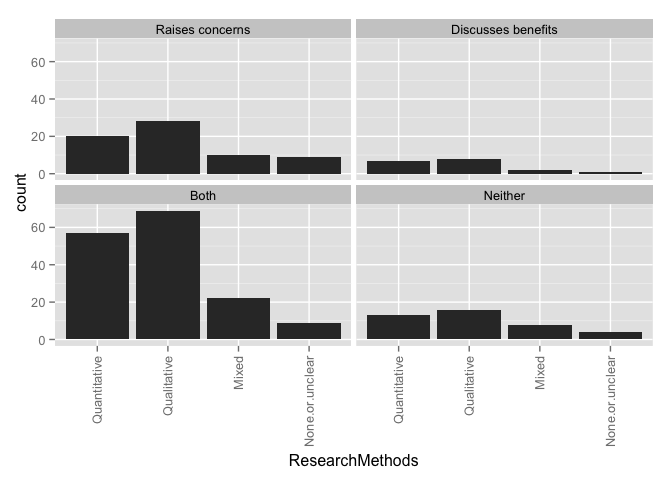 Raises concerns
Discusses benefits
60
40
20
0
count
Both
Neither
60
40
20
0
Quantitative
Qualitative
Mixed
None.or.unclear
Quantitative
Qualitative
Mixed
None.or.unclear
ResearchMethods